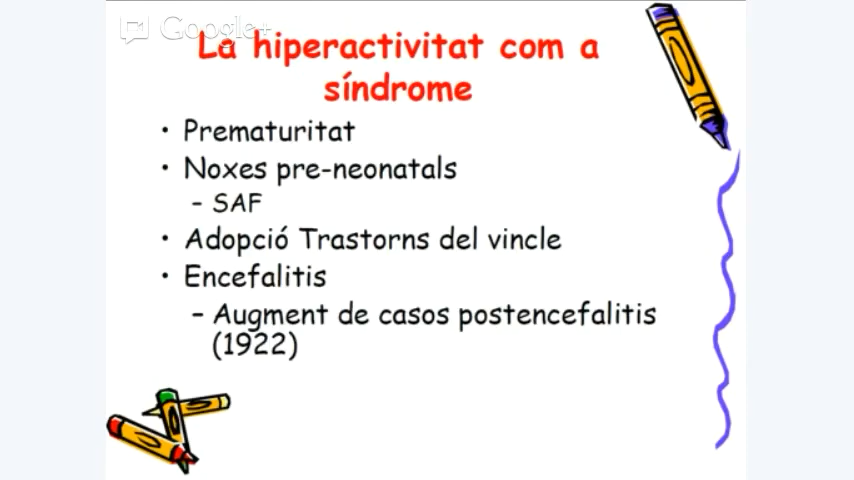 Google+
La hiperactivitat com a
síndrome
• Prematuritat
• Noxes pre-neonatals
– SAF
• Adopció Trastorns del vincle
• Encefalitis
– Augment de casos postencefalitis
(1922)